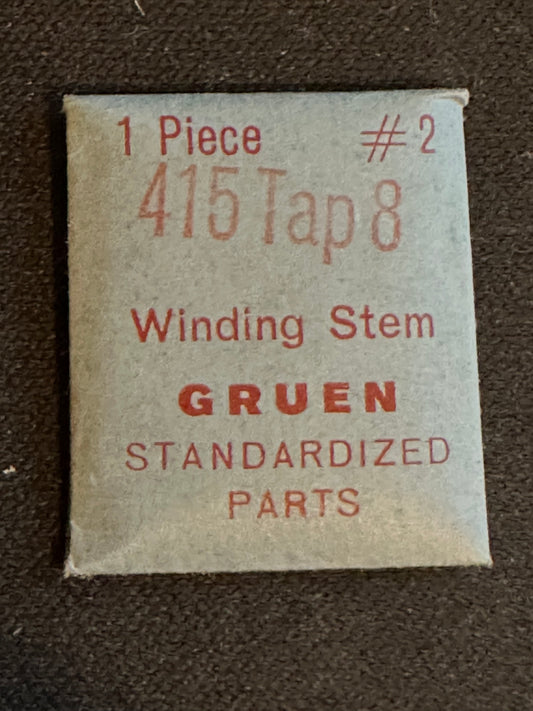 1 Piece #2
415 Tap 8
Winding Stem
GRUEN
STANDARDIZED
PARTS